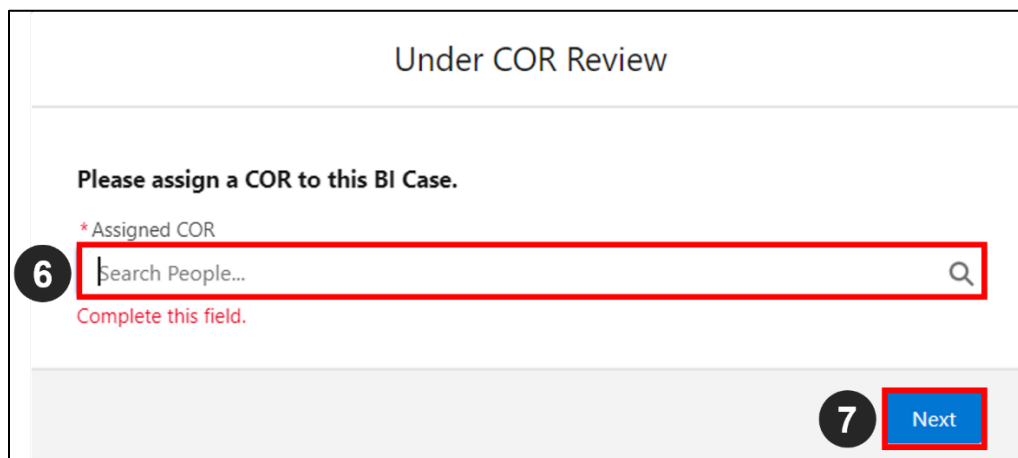 Under COR Review
Please assign a COR to this BI Case.
*Assigned COR
6 Search People...
Complete this field.
7 Next